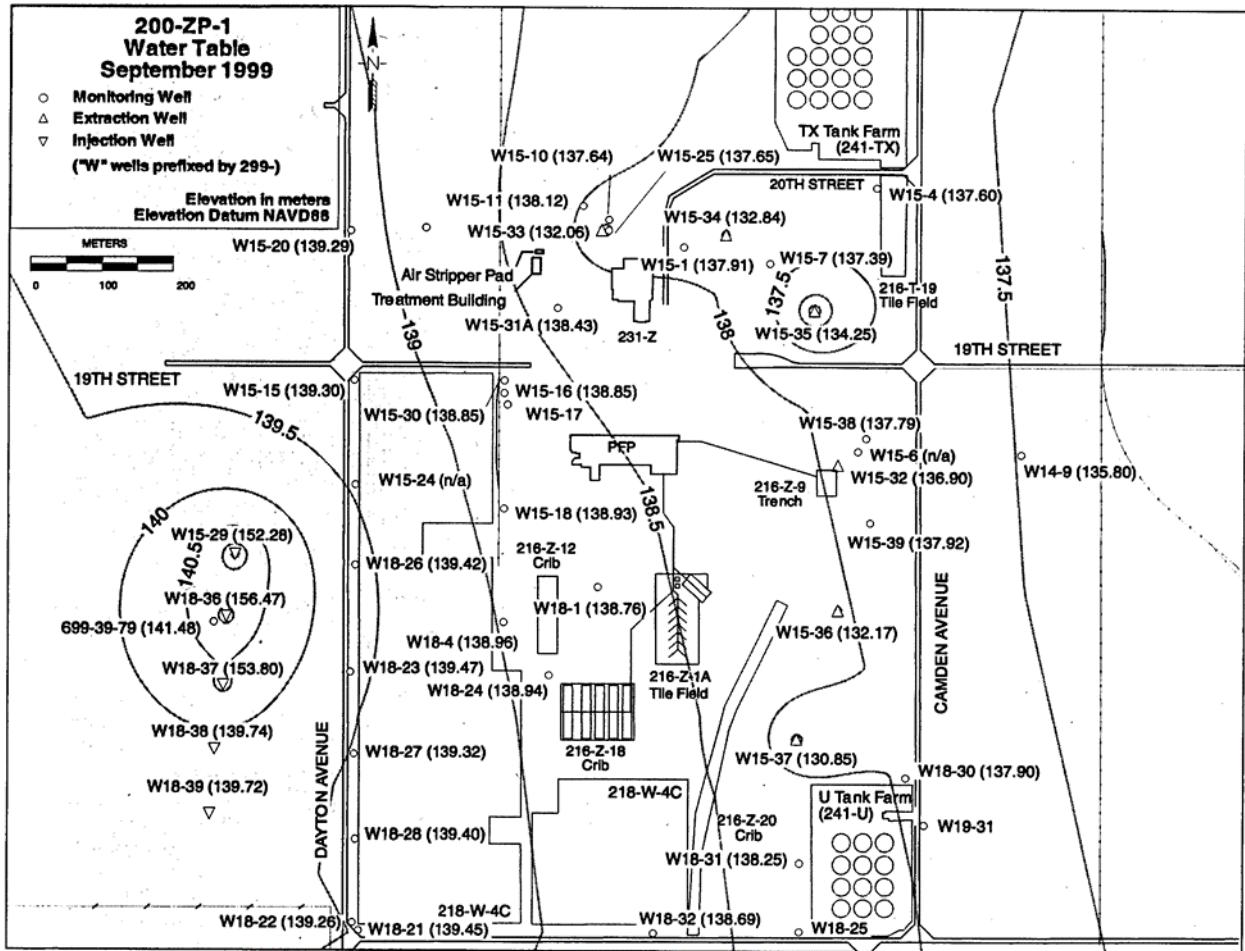 200-ZP-1
Water Table
September 1999
Monitoring Well
Extraction Well
Injection Well
("W" wells prefixed by 299-)
Elevation in meters
Elevation Datum NAVD88
METERS
0 100 200
N
TX Tank Farm
(241-TX)
W15-10 (137.64)
W15-25 (137.65)
20TH STREET
W15-4 (137.60)
W15-11 (138.12)
W15-34 (132.84)
W15-33 (132.06)
W15-20 (139.29)
W15-1 (137.91)
W15-7 (137.39)
Air Stripper Pad
Treatment Building
137.5
216-T-19
Tile Field
137.5
W15-31A (138.43)
231-Z
W15-35 (134.25)
139
138
19TH STREET
19TH STREET
W15-15 (139.30)
W15-16 (138.85)
W15-30 (138.85)
W15-17
139.5
W15-38 (137.79)
PFP
W15-6 (n/a)
W14-9 (135.80)
W15-24 (n/a)
216-Z-9
Trench
W15-32 (136.90)
138.5
W15-18 (138.93)
140
W15-29 (152.28)
W15-39 (137.92)
216-Z-12
Crib
140.5
W18-26 (139.42)
W18-36 (156.47)
W18-1 (138.76)
699-39-79 (141.48)
W15-36 (132.17)
W18-4 (138.96)
W18-37 (153.80)
W18-23 (139.47)
216-Z-1A
Tile Field
W18-24 (138.94)
CAMDEN AVENUE
W18-38 (139.74)
W18-27 (139.32)
216-Z-18
Crib
W15-37 (130.85)
W18-30 (137.90)
W18-39 (139.72)
218-W-4C
U Tank Farm
(241-U)
DAYTON AVENUE
216-Z-20
Crib
W19-31
W18-28 (139.40)
W18-31 (138.25)
218-W-4C
W18-22 (139.26)
W18-21 (139.45)
W18-32 (138.69)
W18-25